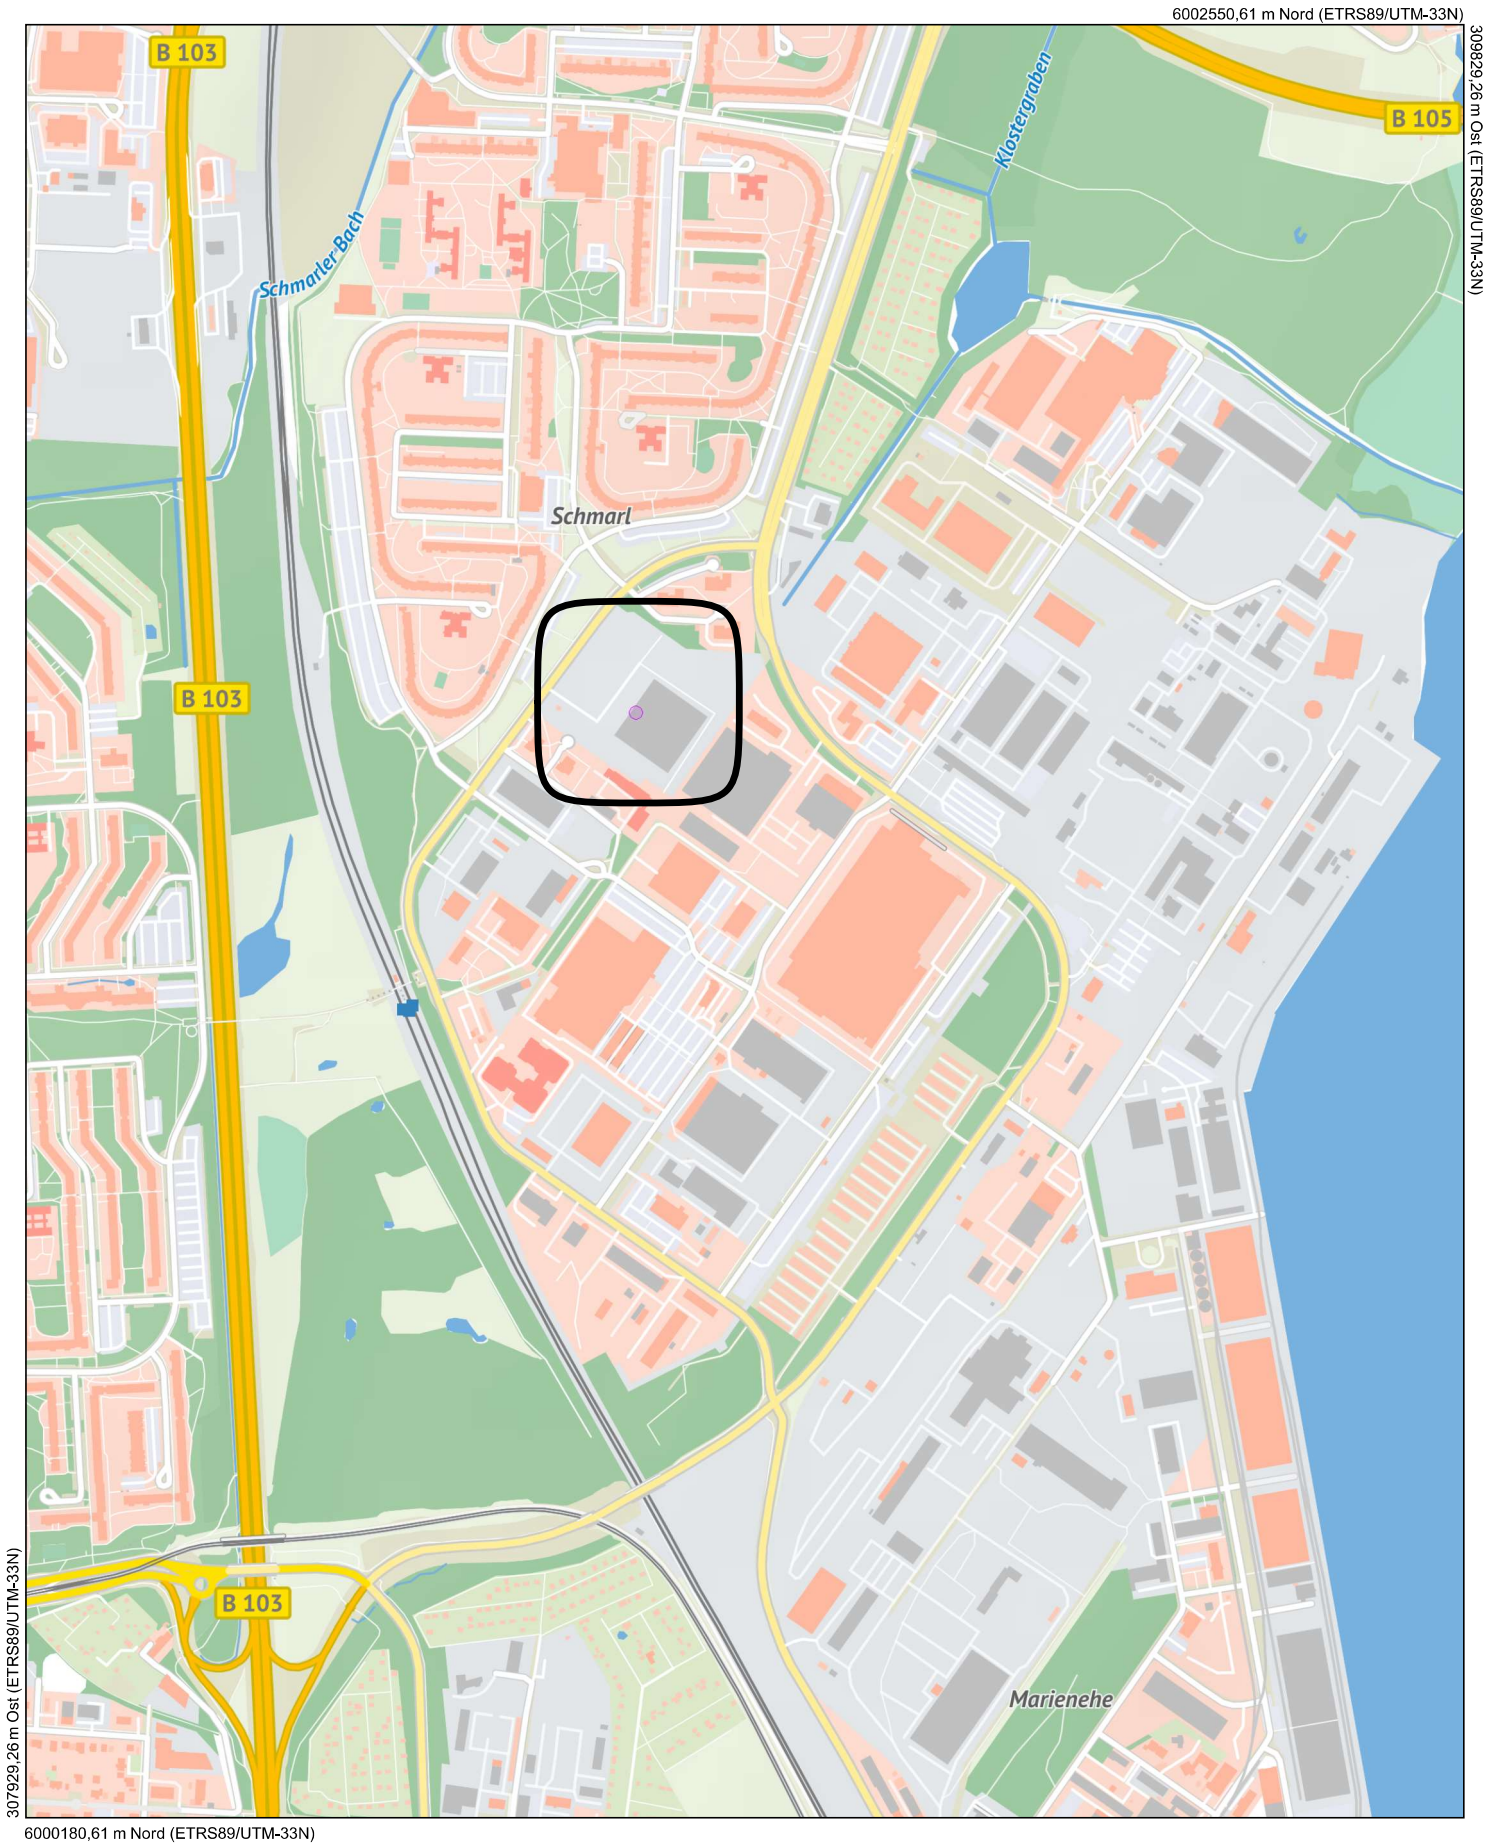 6002550,61 m Nord (ETRS89/UTM-33N)
309829,26 m Ost (ETRS89/UTM-33N)
B 103
B 105
Klostergraben
Schmarler Bach
Schmarl
B 103
B 103
Marienehe
307929,26 m Ost (ETRS89/UTM-33N)
6000180,61 m Nord (ETRS89/UTM-33N)